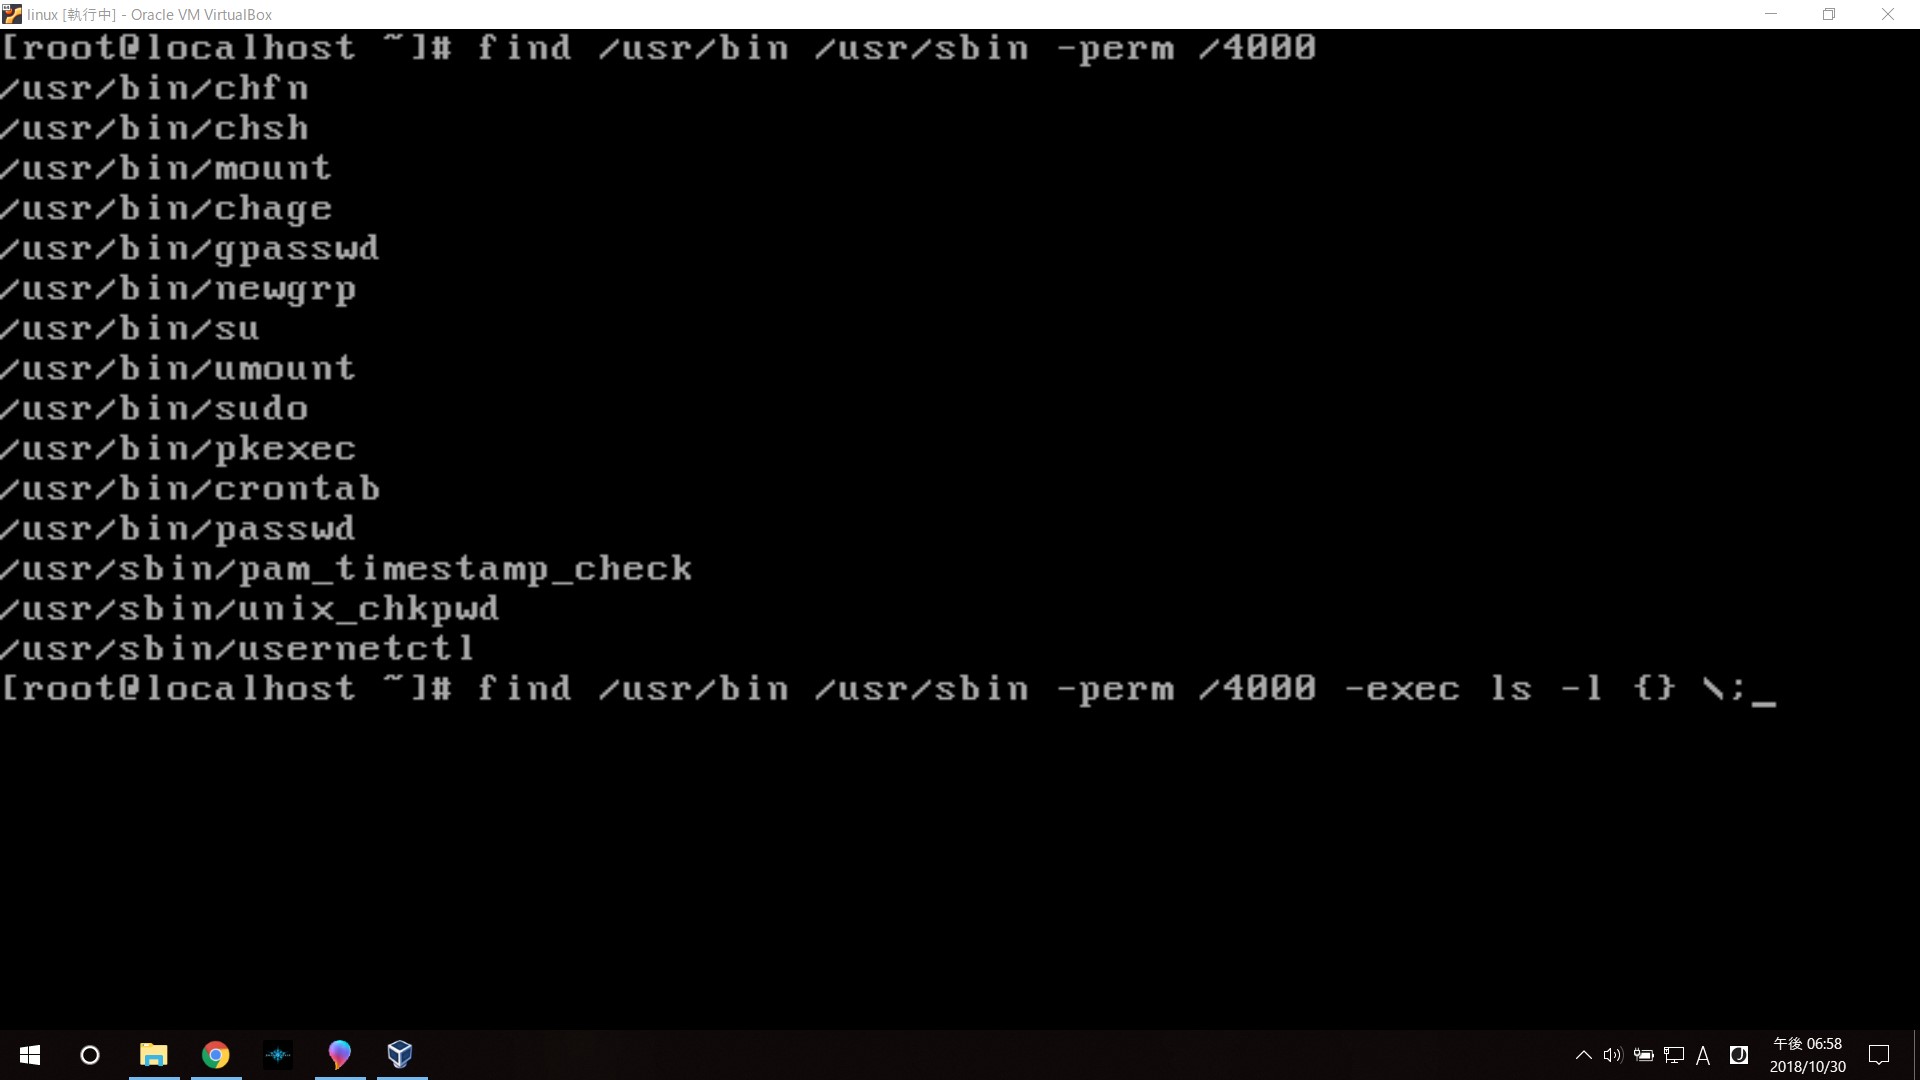 linux [執行中] - Oracle VM VirtualBox
[root@localhost ~]# find /usr/bin /usr/sbin -perm /4000
/usr/bin/chfn
/usr/bin/chsh
/usr/bin/mount
/usr/bin/chage
/usr/bin/gpasswd
/usr/bin/newgrp
/usr/bin/su
/usr/bin/umount
/usr/bin/sudo
/usr/bin/pkexec
/usr/bin/crontab
/usr/bin/passwd
/usr/sbin/pam_timestamp_check
/usr/sbin/unix_chkpwd
/usr/sbin/usernetctl
[root@localhost ~]# find /usr/bin /usr/sbin -perm /4000 -exec ls -l {} \;_
A
午後 06:58
2018/10/30